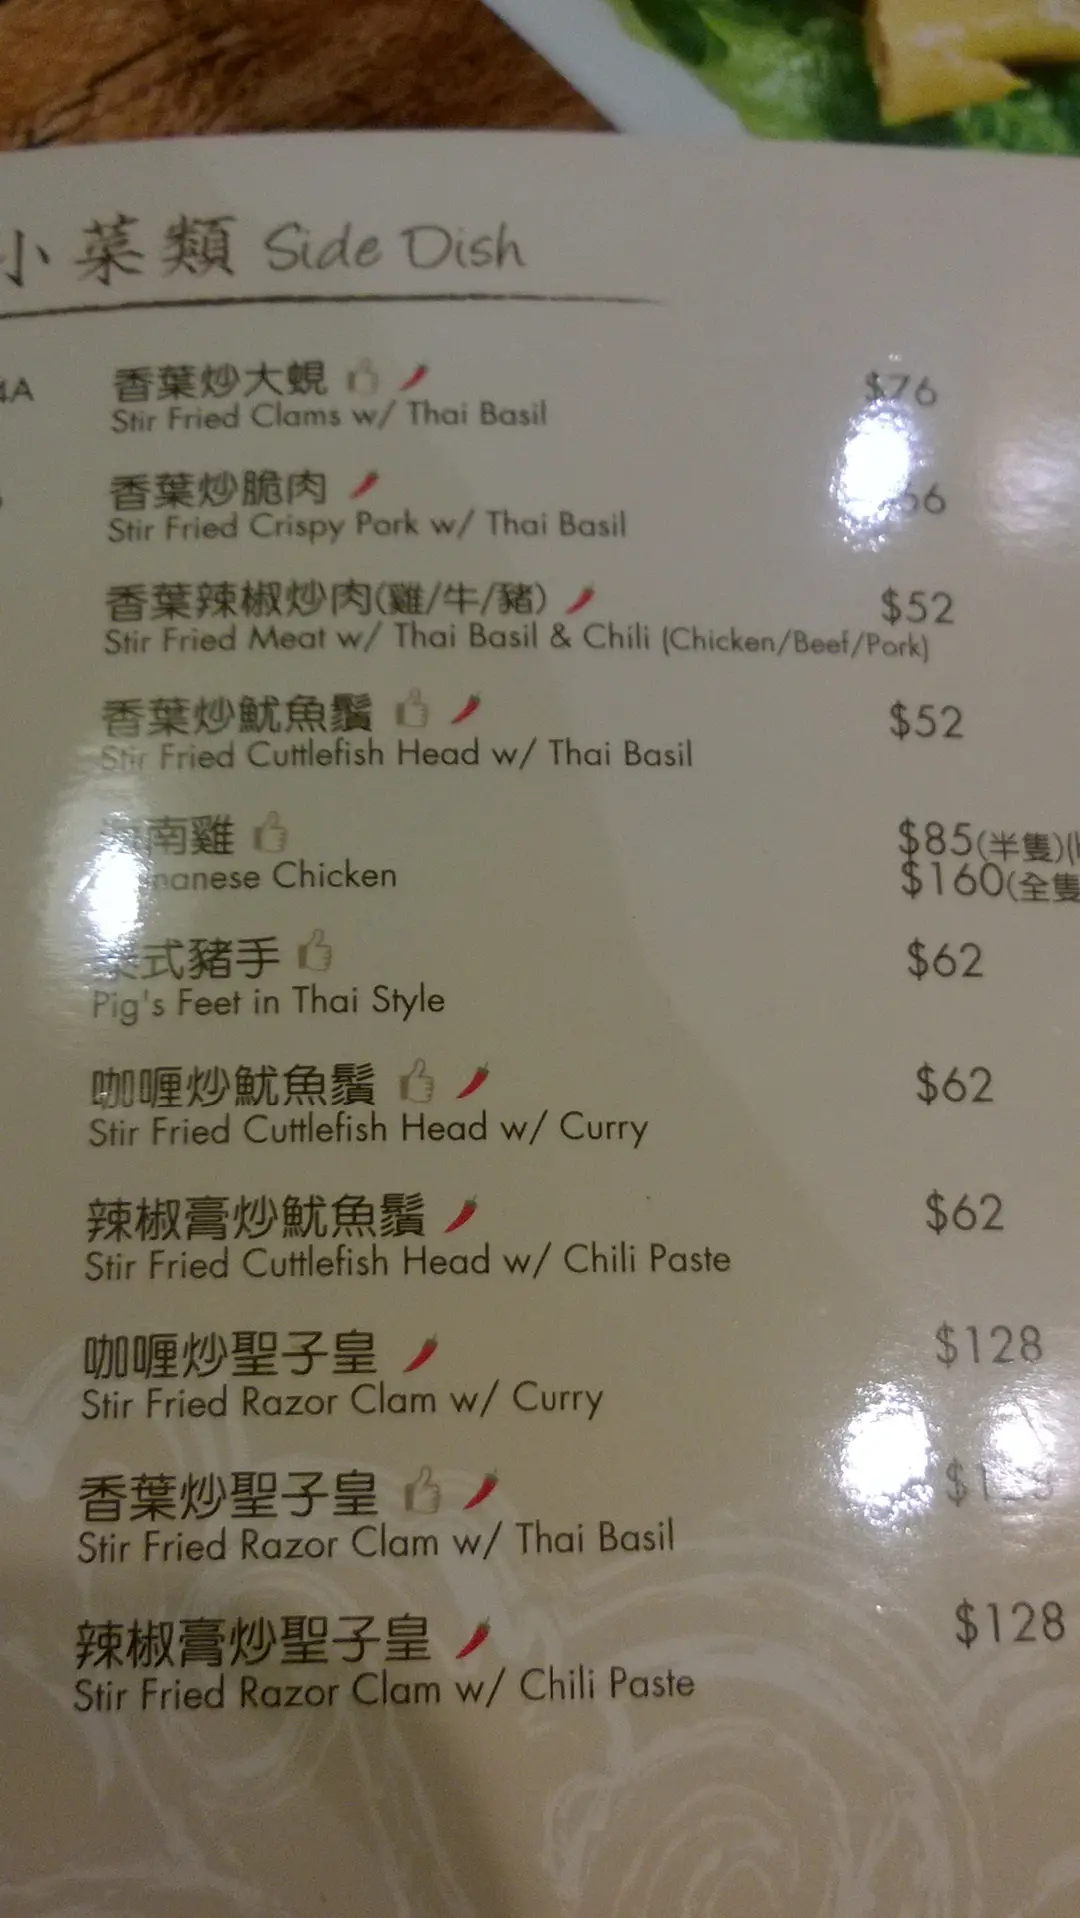 小菜類 Side Dish
香葉炒大蜆 $76
Stir Fried Clams w/ Thai Basil
香葉炒脆肉
Stir Fried Crispy Pork w/ Thai Basil
香葉辣椒炒肉(雞/牛/豬) $52
Stir Fried Meat w/ Thai Basil & Chili (Chicken/Beef/Pork)
香葉炒魷魚鬚 $52
Stir Fried Cuttlefish Head w/ Thai Basil
南雞 $85(半隻)
Chicken $160(全隻
式豬手 $62
Pig's Feet in Thai Style
咖喱炒魷魚鬚 $62
Stir Fried Cuttlefish Head w/ Curry
辣椒膏炒魷魚鬚 $62
Stir Fried Cuttlefish Head w/ Chili Paste
咖喱炒聖子皇 $128
Stir Fried Razor Clam w/ Curry
香葉炒聖子皇
Stir Fried Razor Clam w/ Thai Basil
辣椒膏炒聖子皇 $128
Stir Fried Razor Clam w/ Chili Paste